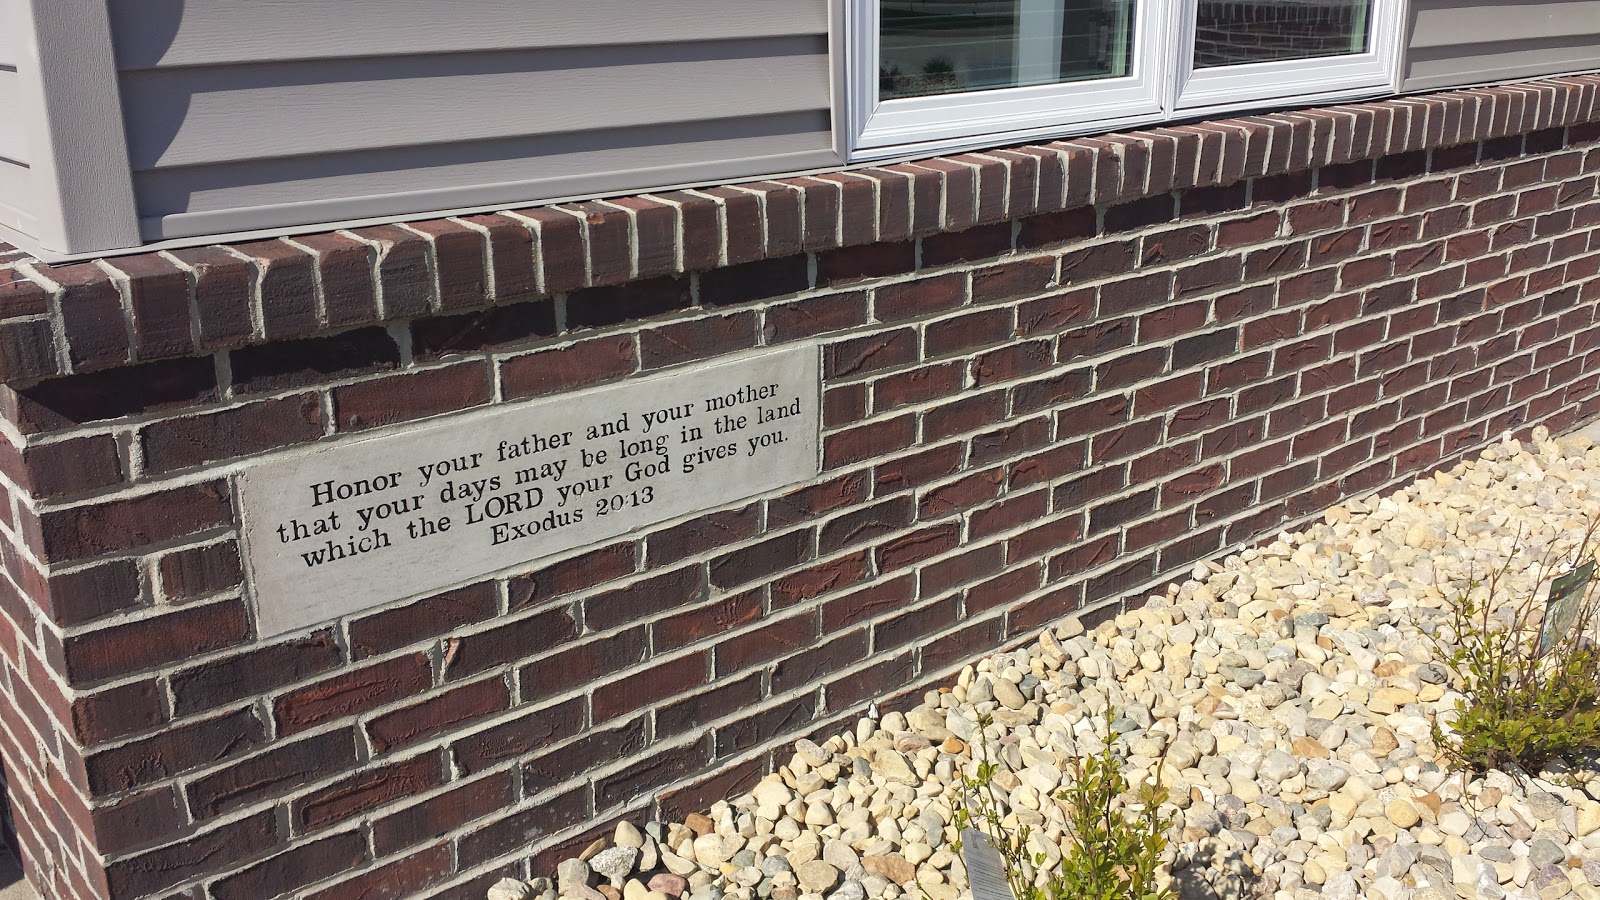 Honor your father and your mother
that your days may be long in the land
which the LORD your God gives you.
Exodus 20:13